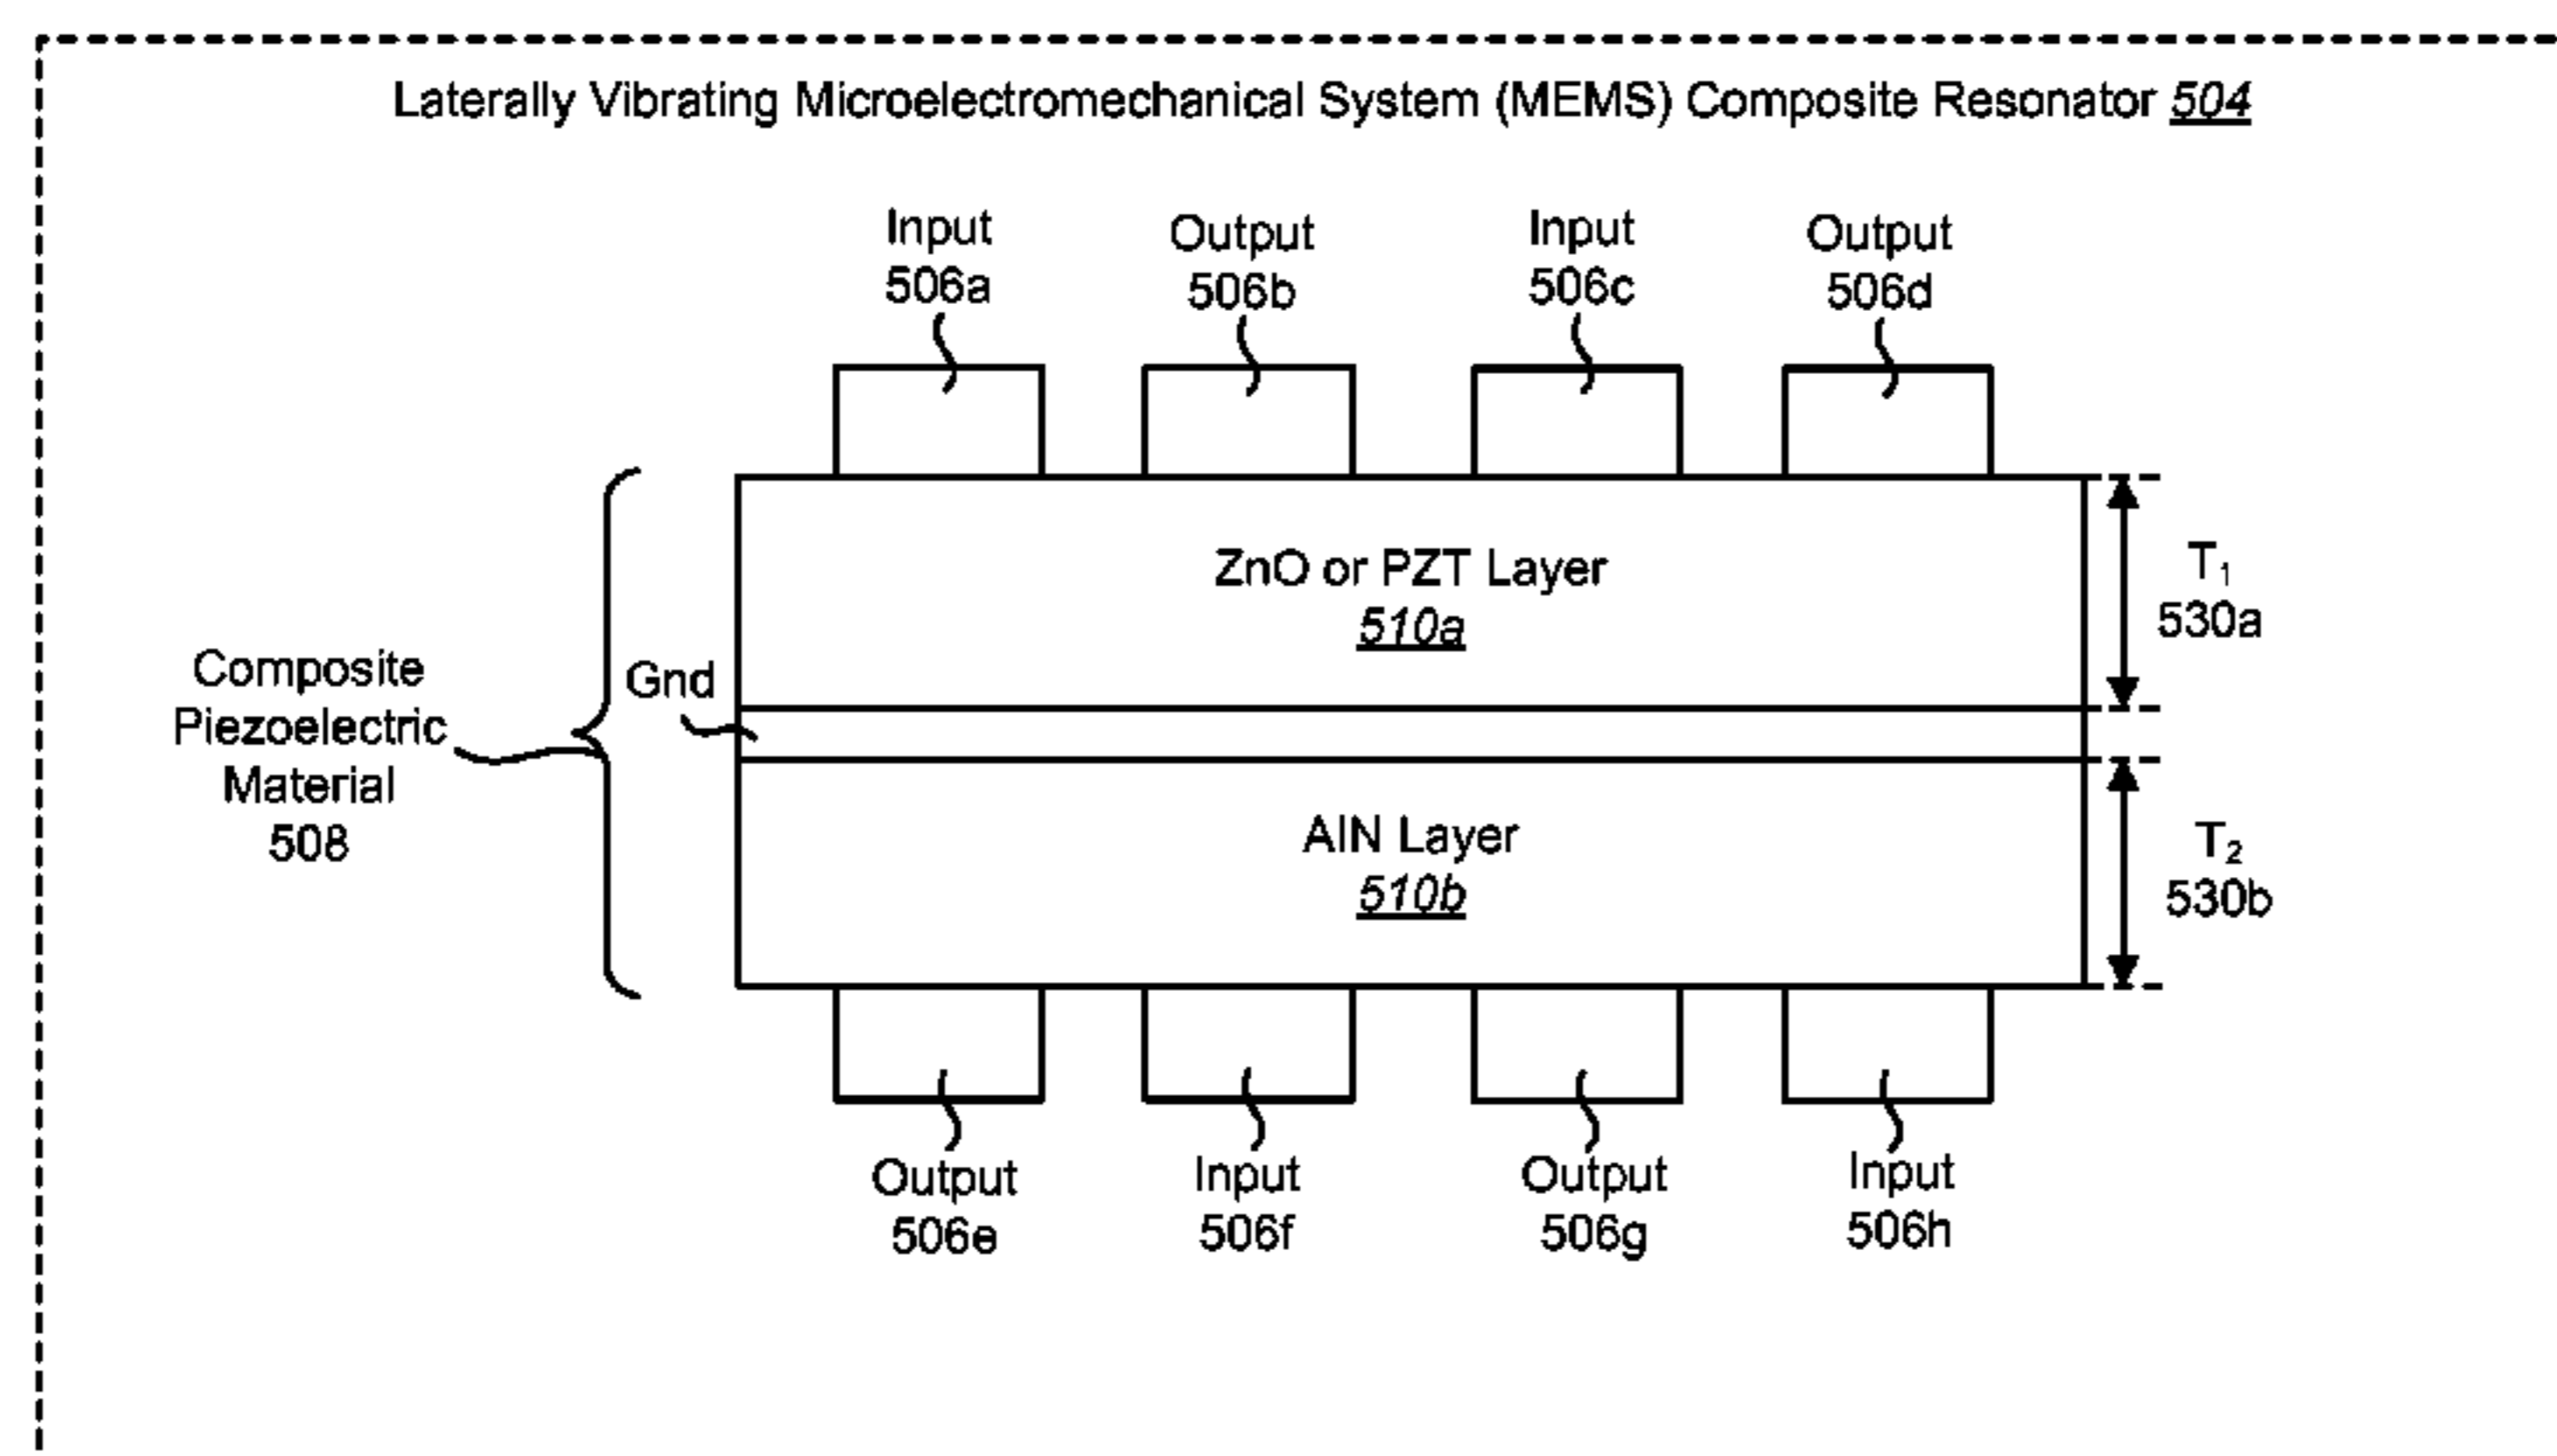 Laterally Vibrating Microelectromechanical System (MEMS) Composite Resonator 504
Input
506a
Output
506b
Input
506c
Output
506d
ZnO or PZT Layer
510a
T1
530a
Gnd
Composite
Piezoelectric
Material
508
AlN Layer
510b
T2
530b
Output
506e
Input
506f
Output
506g
Input
506h